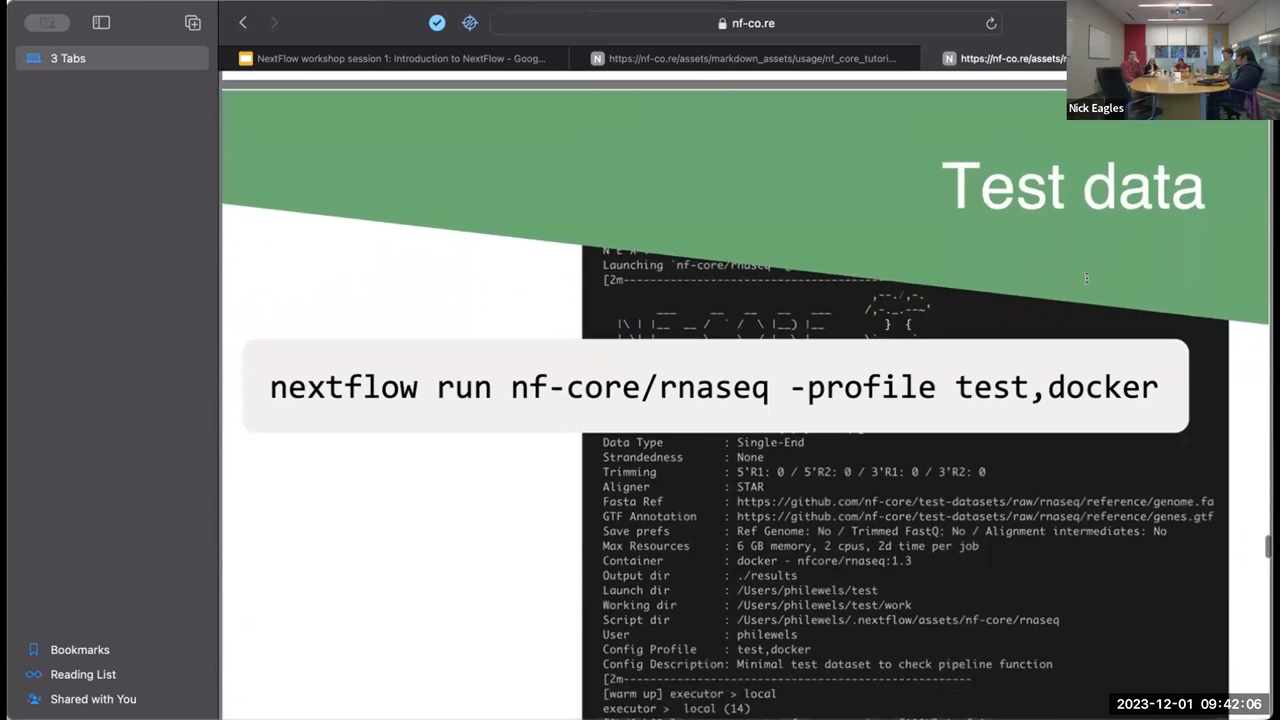 nf-co.re
3 Tabs
NextFlow workshop session 1: Introduction to NextFlow - Goog...
N https://nf-co.re/assets/markdown_assets/usage/nf_core_tutori...
N https://nf-co.re/assets/m
Nick Eagles
Test data
Launching `nf-core/rnaseq
[2m----------------------------------------------------
nextflow run nf-core/rnaseq -profile test,docker
Data Type : Single-End
Strandedness : None
Trimming : 5'R1: 0 / 5'R2: 0 / 3'R1: 0 / 3'R2: 0
Aligner : STAR
Fasta Ref : https://github.com/nf-core/test-datasets/raw/rnaseq/reference/genome.fa
GTF Annotation : https://github.com/nf-core/test-datasets/raw/rnaseq/reference/genes.gtf
Save prefs : Ref Genome: No / Trimmed FastQ: No / Alignment intermediates: No
Max Resources : 6 GB memory, 2 cpus, 2d time per job
Container : docker - nfcore/rnaseq:1.3
Output dir : ./results
Launch dir : /Users/philewels/test
Working dir : /Users/philewels/test/work
Script dir : /Users/philewels/.nextflow/assets/nf-core/rnaseq
User : philewels
Config Profile : test,docker
Config Description: Minimal test dataset to check pipeline function
[2m----------------------------------------------------
[warm up] executor > local
executor > local (14)
Bookmarks
Reading List
Shared with You
2023-12-01 09:42:06